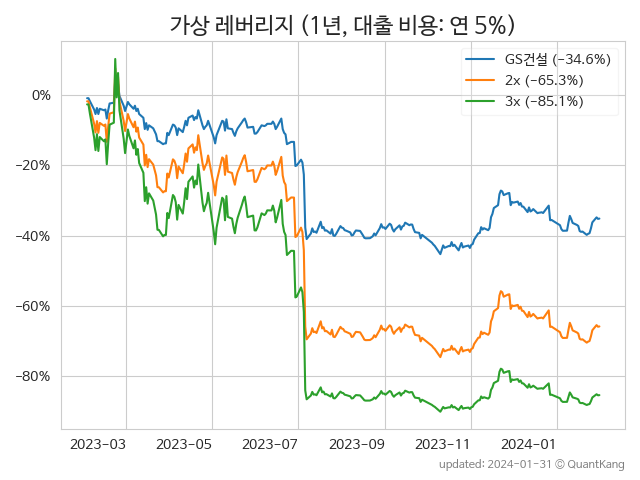 가상 레버리지 (1년, 대출 비용: 연 5%)
GS건설 (−34.6%)
2x (−65.3%)
3x (−85.1%)
0%
−20%
−40%
−60%
−80%
2023-03 2023-05 2023-07 2023-09 2023-11 2024-01
updated: 2024-01-31 © QuantKang